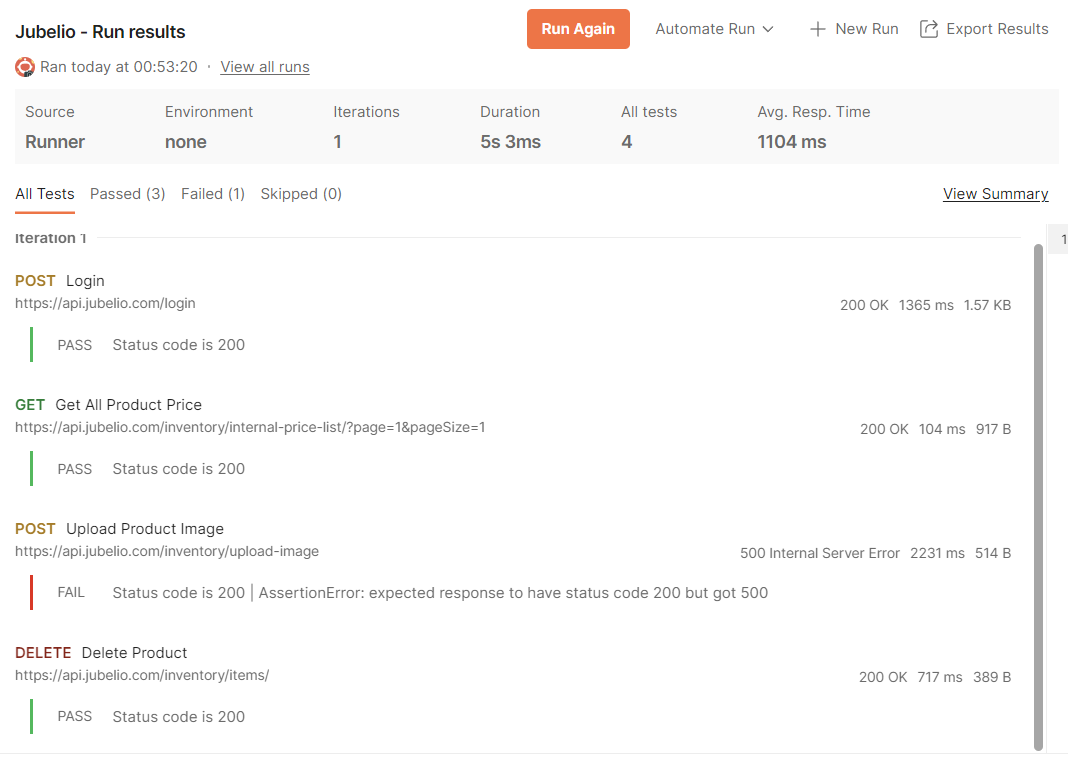 Jubelio - Run results
Run Again
Automate Run
New Run
Export Results
Ran today at 00:53:20 · View all runs
Source Environment Iterations Duration All tests Avg. Resp. Time
Runner none 1 5s 3ms 4 1104 ms
All Tests Passed (3) Failed (1) Skipped (0) View Summary
Iteration 1
1
POST Login
https://api.jubelio.com/login 200 OK 1365 ms 1.57 KB
PASS Status code is 200
GET Get All Product Price
https://api.jubelio.com/inventory/internal-price-list/?page=1&pageSize=1 200 OK 104 ms 917 B
PASS Status code is 200
POST Upload Product Image
https://api.jubelio.com/inventory/upload-image 500 Internal Server Error 2231 ms 514 B
FAIL Status code is 200 | AssertionError: expected response to have status code 200 but got 500
DELETE Delete Product
https://api.jubelio.com/inventory/items/ 200 OK 717 ms 389 B
PASS Status code is 200